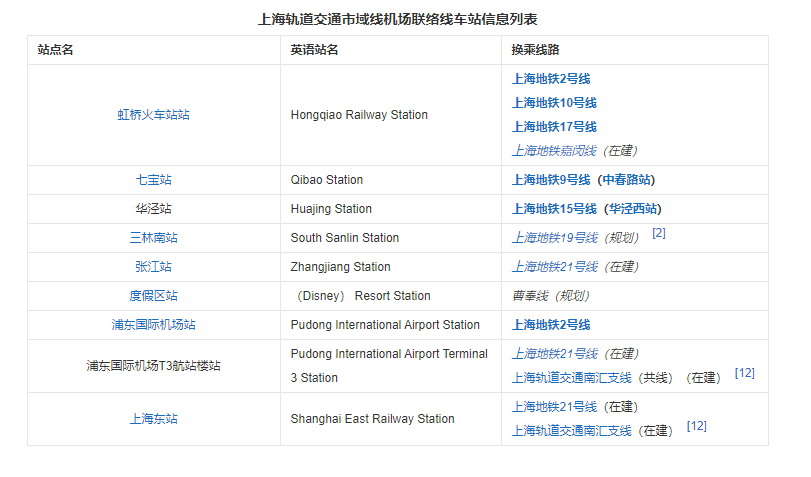 上海轨道交通市域线机场联络线车站信息列表
站点名 英语站名 换乘线路
虹桥火车站站 Hongqiao Railway Station
上海地铁2号线
上海地铁10号线
上海地铁17号线
上海地铁嘉闵线（在建）
七宝站 Qibao Station 上海地铁9号线（中春路站）
华泾站 Huajing Station 上海地铁15号线（华泾西站）
三林南站 South Sanlin Station 上海地铁19号线（规划） [2]
张江站 Zhangjiang Station 上海地铁21号线（在建）
度假区站 （Disney） Resort Station 曹奉线（规划）
浦东国际机场站 Pudong International Airport Station 上海地铁2号线
浦东国际机场T3航站楼站
Pudong International Airport Terminal
3 Station
上海地铁21号线（在建）
上海轨道交通南汇支线（共线）（在建） [12]
上海东站 Shanghai East Railway Station
上海地铁21号线（在建）
上海轨道交通南汇支线（在建） [12]